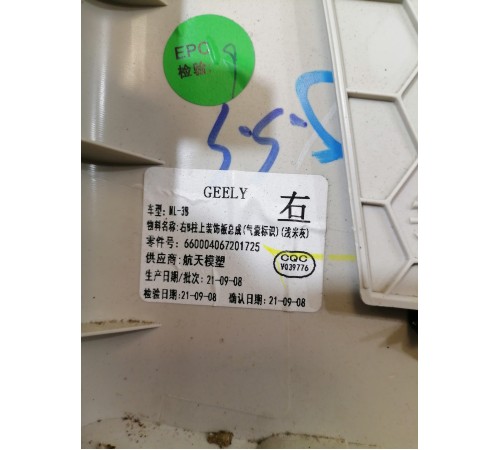 EPC
检验
GEELY
右
车型: ML-3B
物料名称:右B柱上装饰板总成(气囊标识)(浅米灰)
零件号: 660004067201725
供应商:航天模塑
CQC
V039776
生产日期/批次: 21-09-08
检验日期:21-09-08 确认日期: 21-09-08